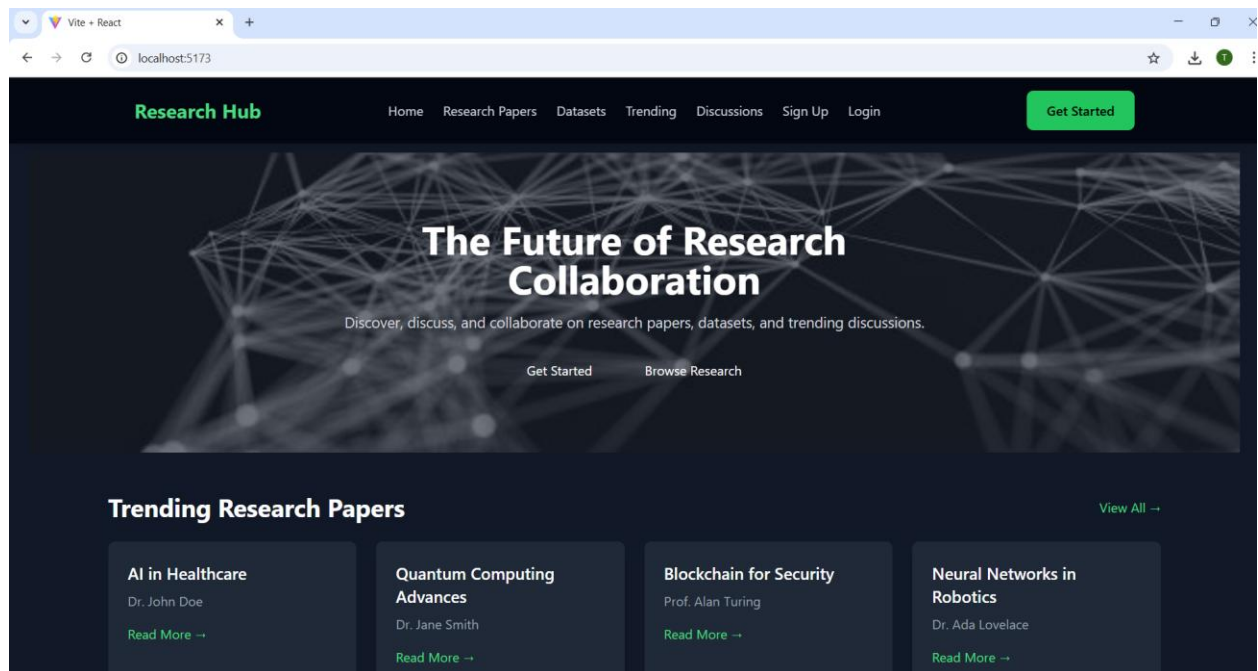 Vite + React
localhost:5173
T
Research Hub
Home Research Papers Datasets Trending Discussions Sign Up Login
Get Started
The Future of Research
Collaboration
Discover, discuss, and collaborate on research papers, datasets, and trending discussions.
Get Started Browse Research
Trending Research Papers
View All →
AI in Healthcare
Dr. John Doe
Read More →
Quantum Computing
Advances
Dr. Jane Smith
Read More →
Blockchain for Security
Prof. Alan Turing
Read More →
Neural Networks in
Robotics
Dr. Ada Lovelace
Read More →